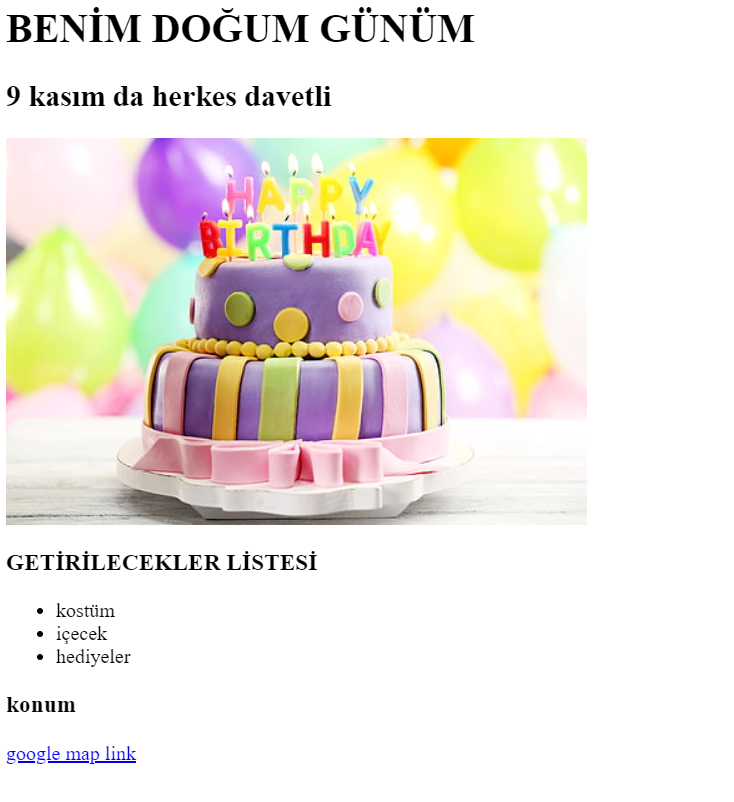 BENİM DOĞUM GÜNÜM
9 kasım da herkes davetli
HAPPY
BIRTHDAY
GETİRİLECEKLER LİSTESİ
kostüm
içecek
hediyeler
konum
google map link